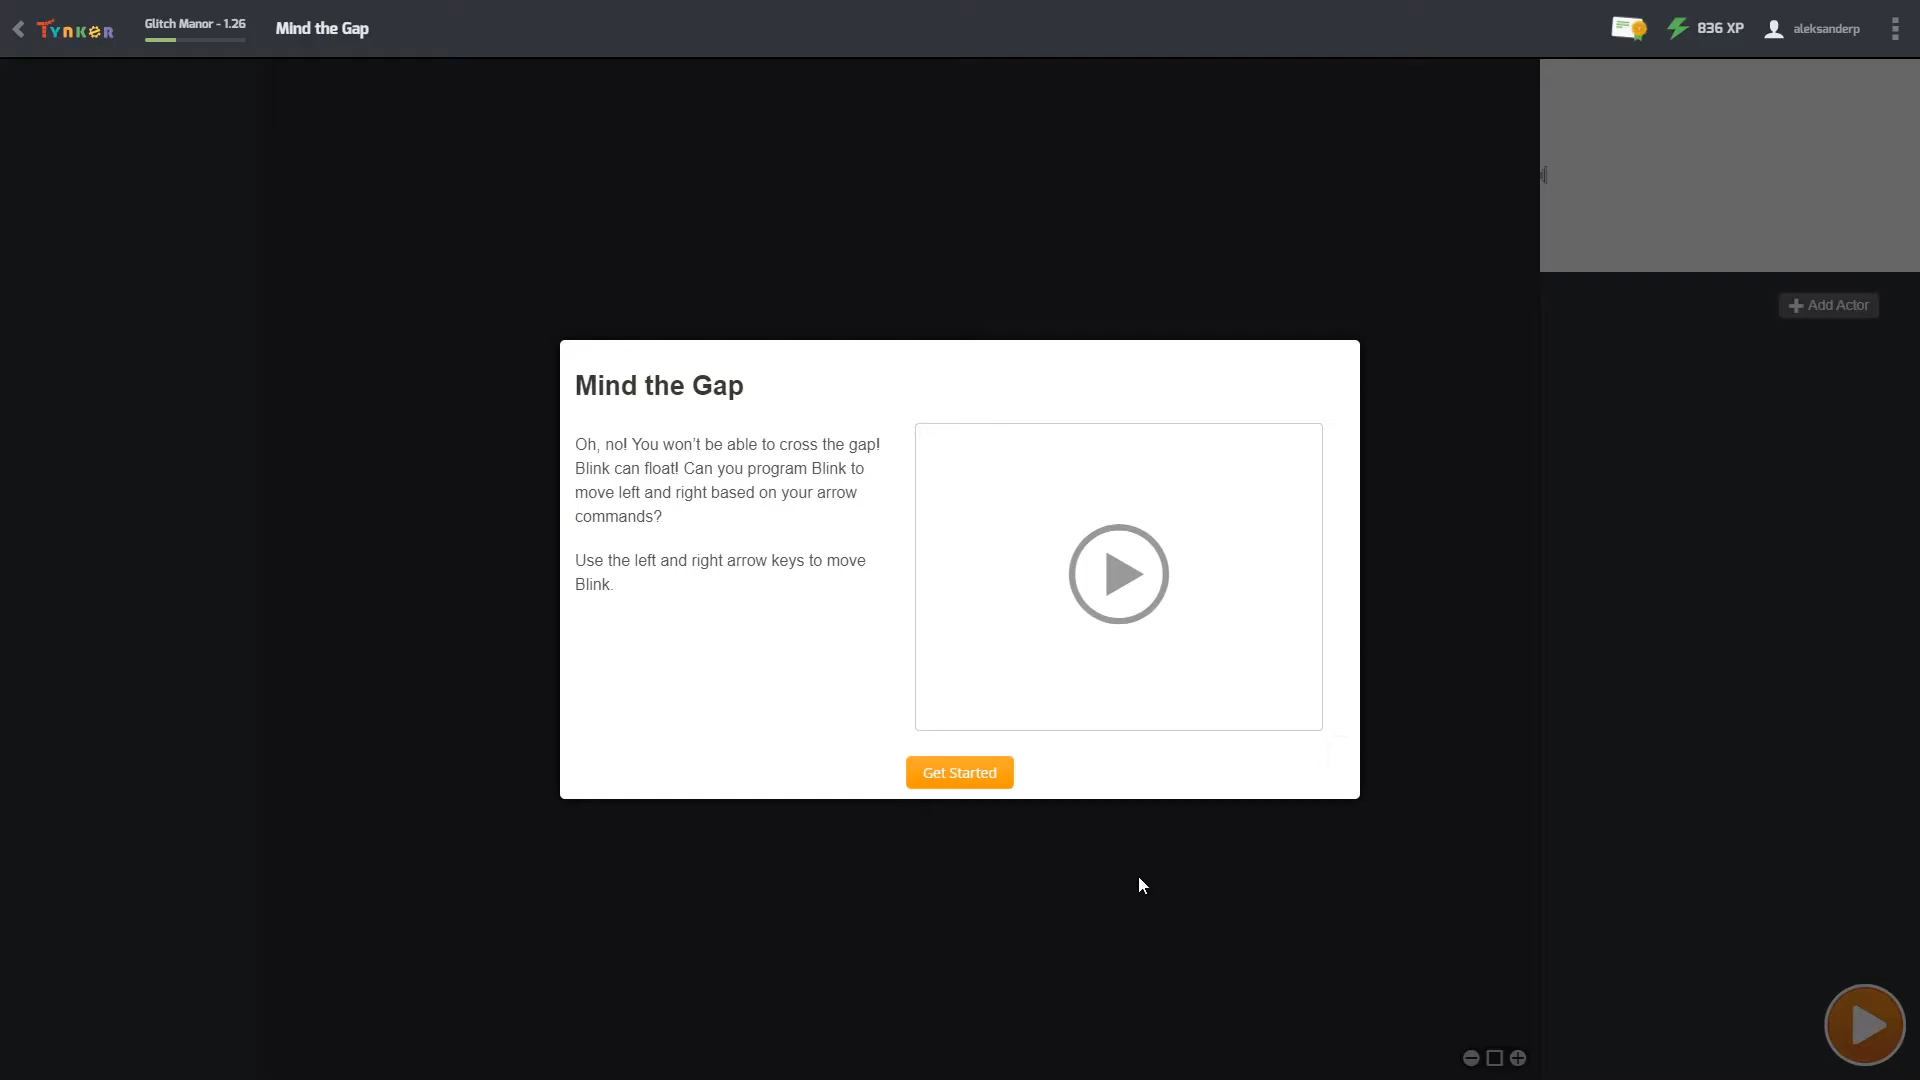 TYNKER
Glitch Manor - 1.26
Mind the Gap
836 XP
aleksanderp
Add Actor
Mind the Gap
Oh, no! You won't be able to cross the gap!
Blink can float! Can you program Blink to
move left and right based on your arrow
commands?
Use the left and right arrow keys to move
Blink.
Get Started